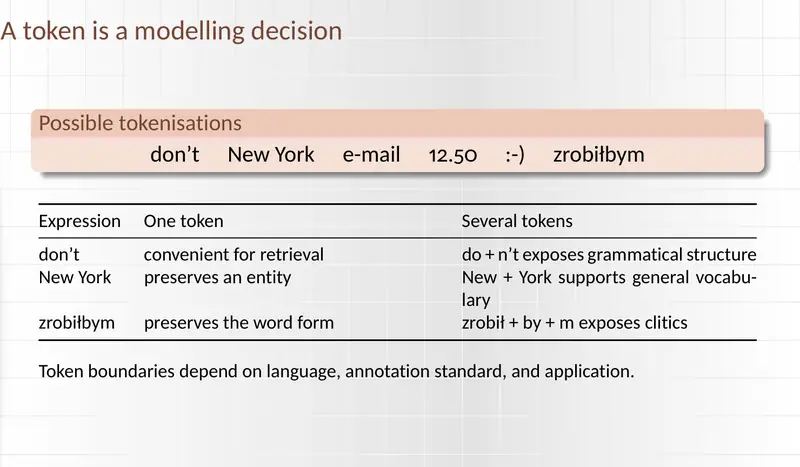 A token is a modelling decision
Possible tokenisations
don’t New York e-mail 12.50 :-) zrobiłbym
Expression One token Several tokens
don’t convenient for retrieval do + n’t exposes grammatical structure
New York preserves an entity New + York supports general vocabu-
lary
zrobiłbym preserves the word form zrobił + by + m exposes clitics
Token boundaries depend on language, annotation standard, and application.